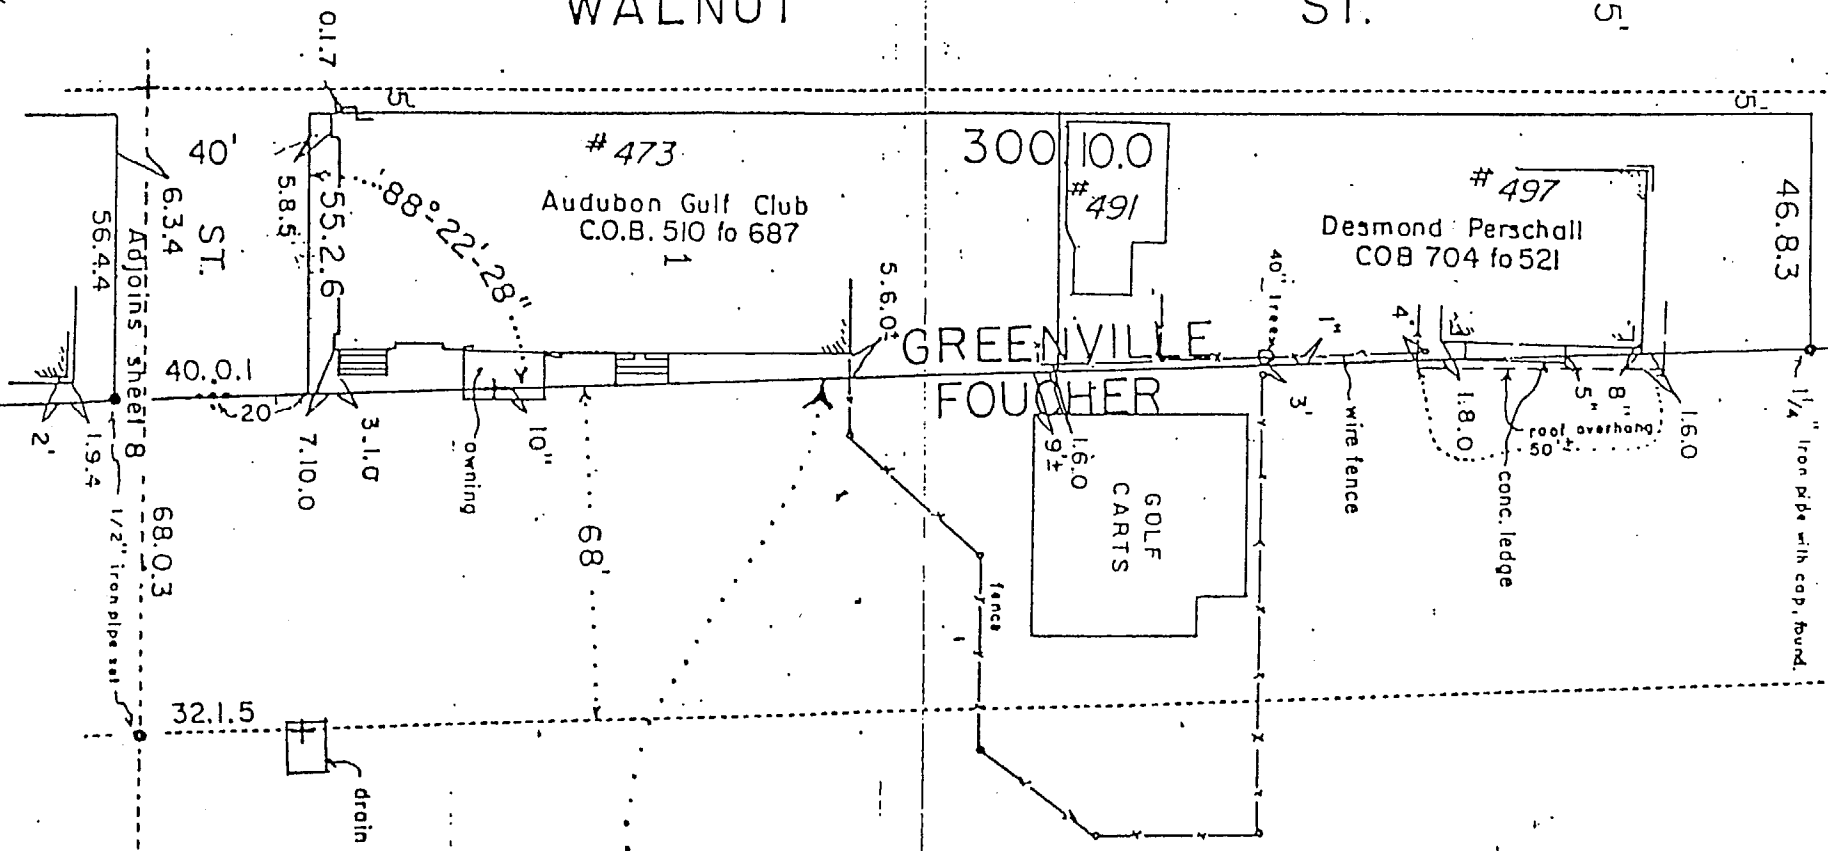 WALNUT ST.
5'
0.1.7
5'
5'
40'
ST.
6.3.4
56.4.4
Adjoins sheet 8
5.8.5
55.2.6
88°-22'-28"
# 473
Audubon Gulf Club
C.O.B. 510 fo 687
1
5.6.0±
300 10.0
#491
# 497
Desmond Perschall
COB 704 fo 521
46.8.3
GREENVILLE
FOUCHER
40" tree
1"
4"
40.0.1
20'
2'
1.9.4
7.10.0
3.1.0
owning
10"
68'
9'±
1.6.0
3'
wire fence
1.8.0
5"
8"
roof overhang
50'±
1.6.0
conc. ledge
1 1/4" Iron pipe with cap, found.
GOLF
CARTS
fence
68.0.3
1/2" iron pipe set
32.1.5
drain